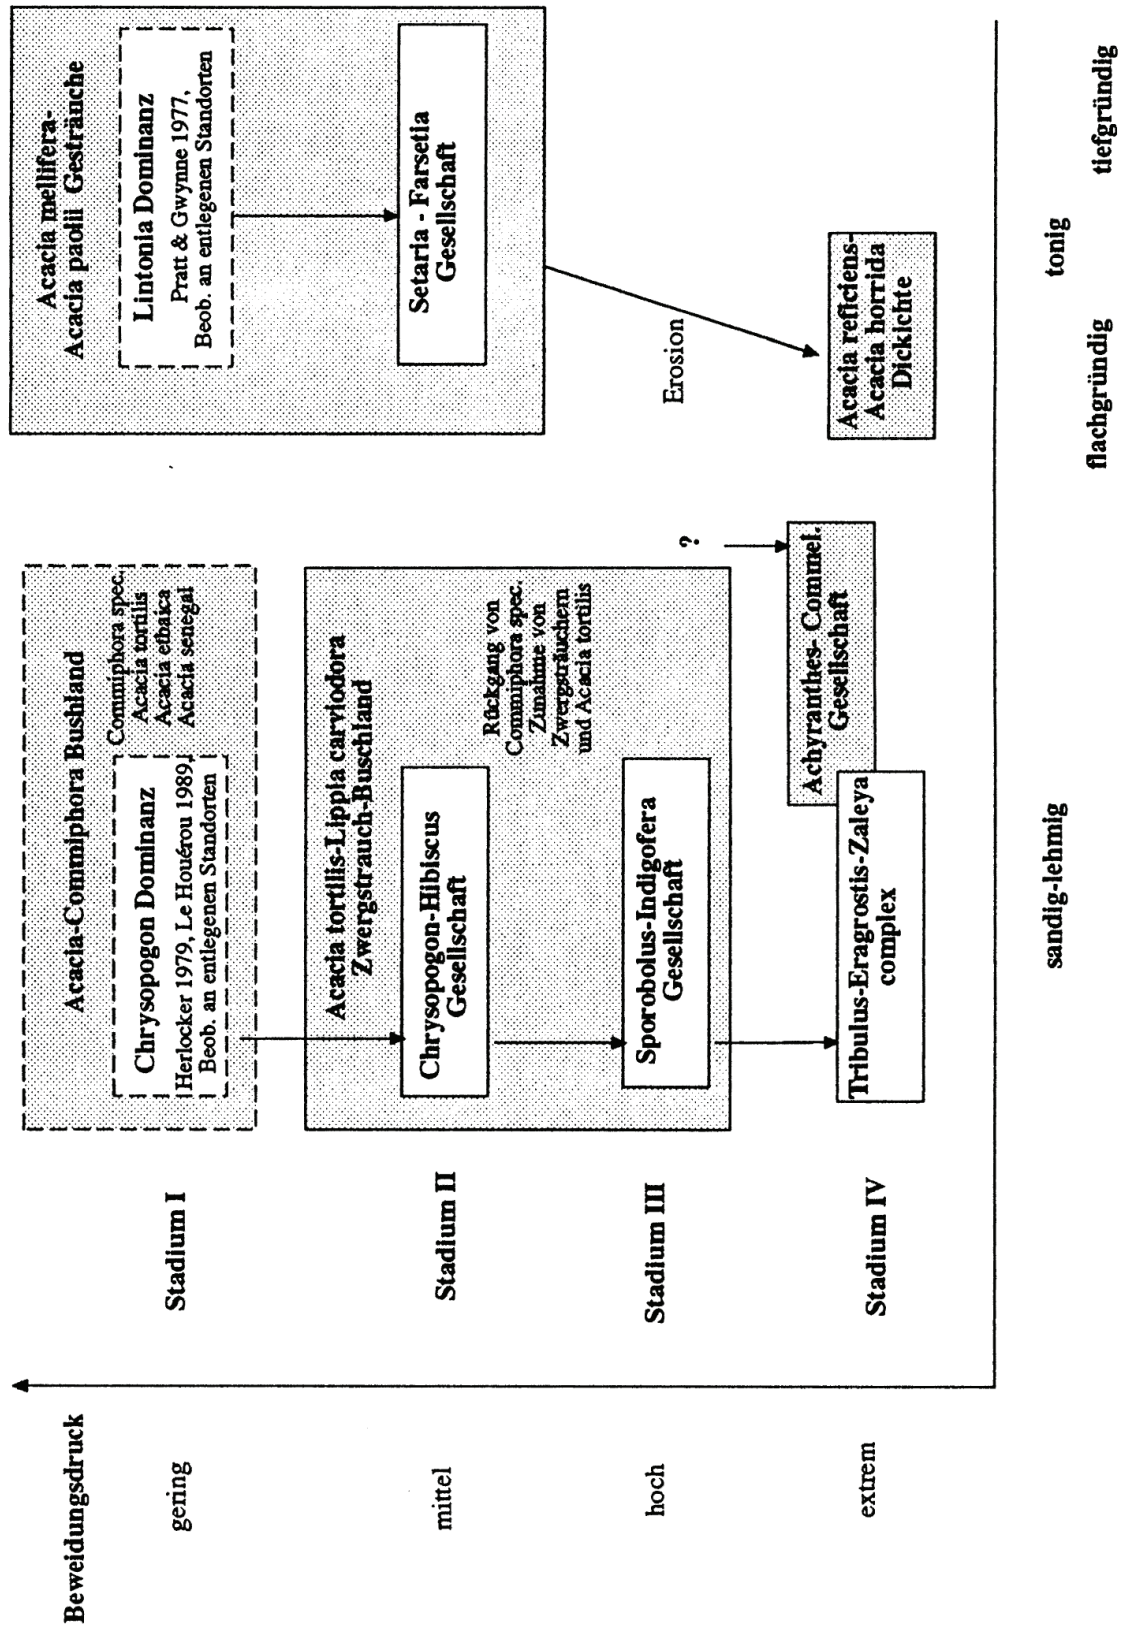 Beweidungsdruck
gering
mittel
hoch
extrem
Stadium I
Stadium II
Stadium III
Stadium IV
Acacia-Commiphora Bushland
Chrysopogon Dominanz
Herlocker 1979, Le Houérou 1989,
Beob. an entlegenen Standorten
Commiphora spec.
Acacia tortilis
Acacia etbaica
Acacia senegal
Acacia tortilis-Lippia carviodora
Zwergstrauch-Buschland
Chrysopogon-Hibiscus
Gesellschaft
Rückgang von
Commiphora spec.
Zunahme von
Zwergsträuchern
und Acacia tortilis
Sporobolus-Indigofera
Gesellschaft
?
Achyranthes- Commel.
Gesellschaft
Tribulus-Eragrostis-Zaleya
complex
Acacia mellifera-
Acacia paolii Gesträuche
Lintonia Dominanz
Pratt & Gwynne 1977,
Beob. an entlegenen Standorten
Setaria - Farsetia
Gesellschaft
Erosion
Acacia reficiens-
Acacia horrida
Dickichte
sandig-lehmig
tonig
flachgründig
tiefgründig